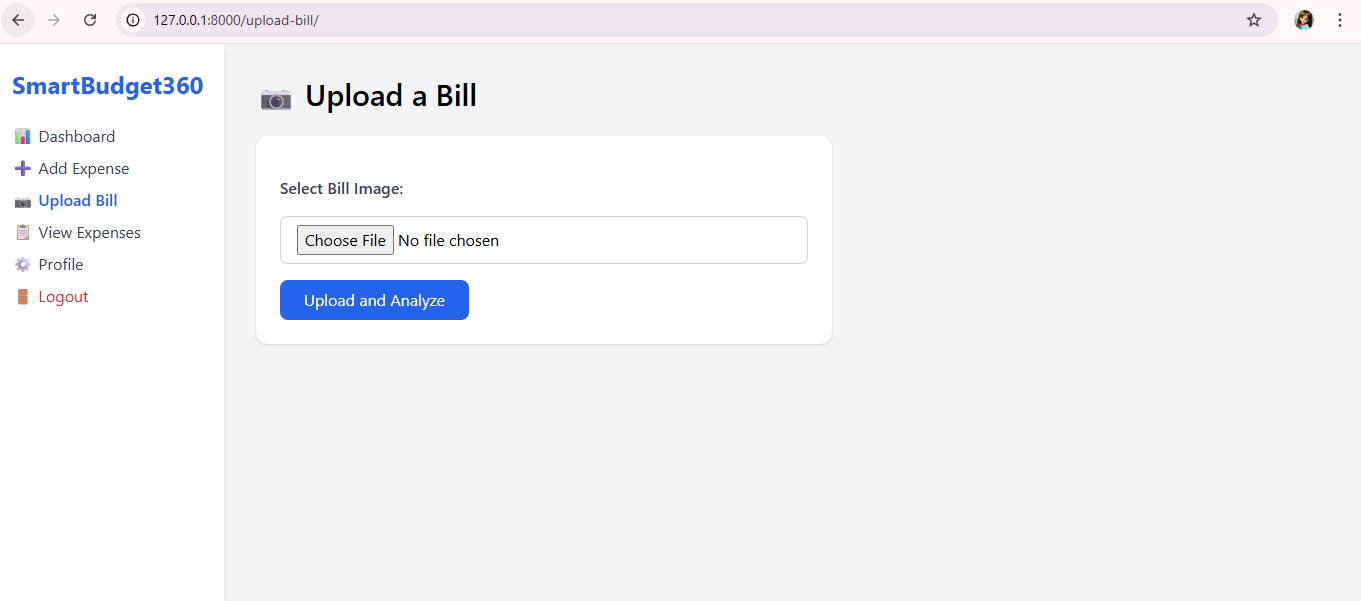 127.0.0.1:8000/upload-bill/
SmartBudget360
Dashboard
Add Expense
Upload Bill
View Expenses
Profile
Logout
Upload a Bill
Select Bill Image:
Choose File No file chosen
Upload and Analyze